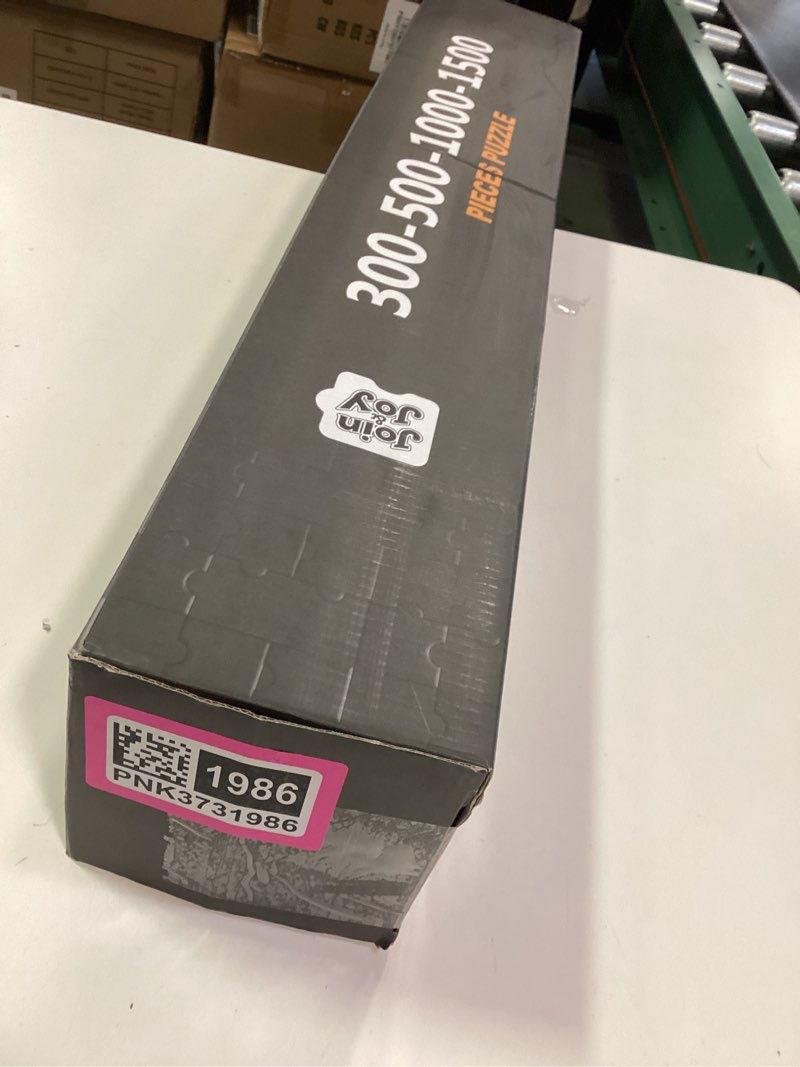 300-500-1000-1500
PIECES PUZZLE
Join
&
Joy
1986
PNK3731986